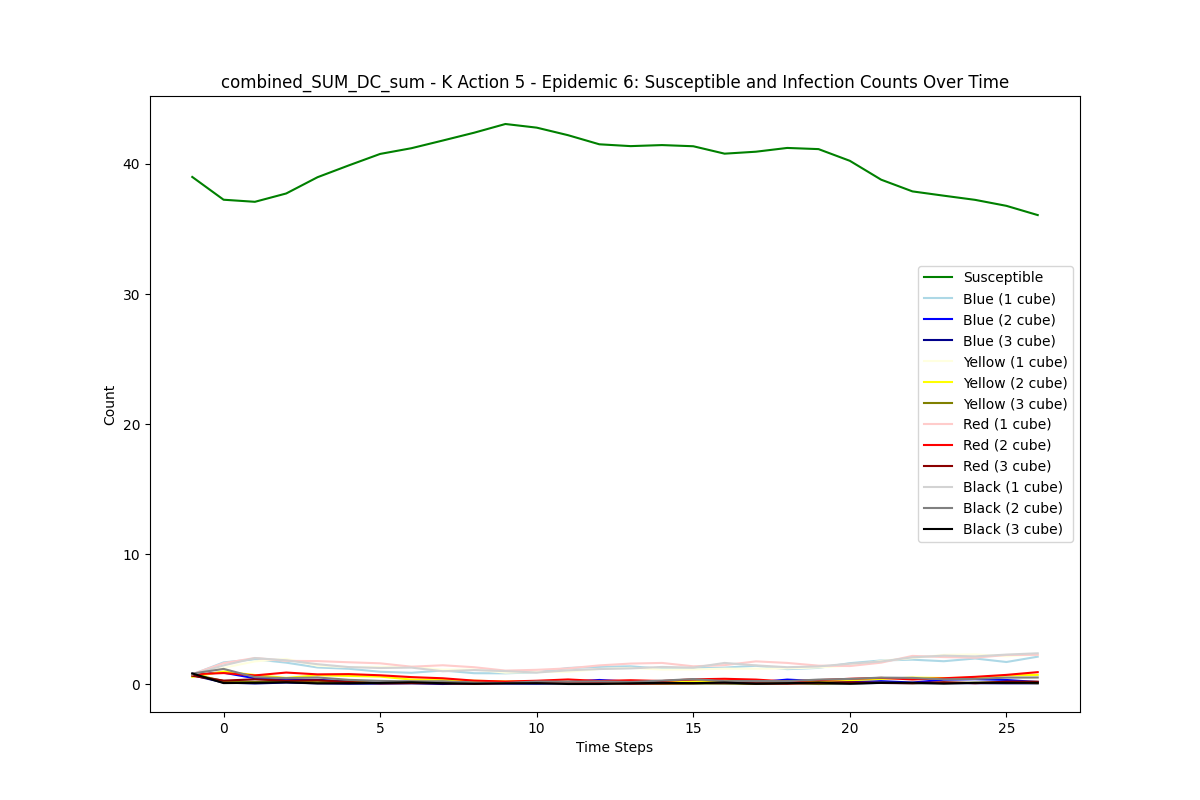 combined_SUM_DC_sum - K Action 5 - Epidemic 6: Susceptible and Infection Counts Over Time
Count
40
30
20
10
0
Susceptible
Blue (1 cube)
Blue (2 cube)
Blue (3 cube)
Yellow (1 cube)
Yellow (2 cube)
Yellow (3 cube)
Red (1 cube)
Red (2 cube)
Red (3 cube)
Black (1 cube)
Black (2 cube)
Black (3 cube)
0 5 10 15 20 25
Time Steps